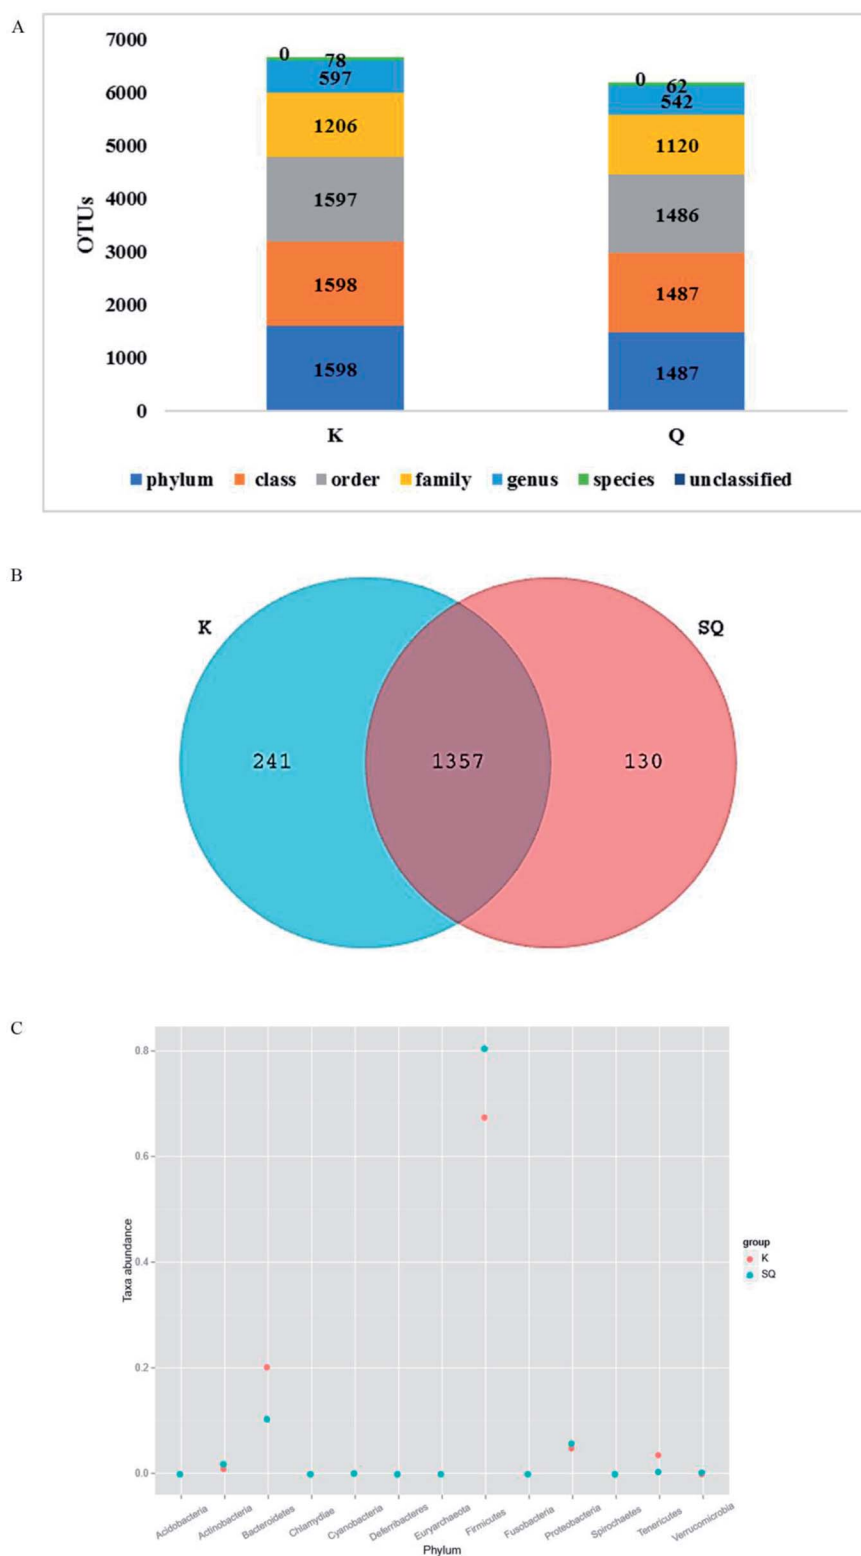 A
7000
6000
5000
4000
3000
2000
1000
0
OTUs
0
78
597
1206
1597
1598
1598
0
62
542
1120
1486
1487
1487
K
Q
phylum class order family genus species unclassified
B
K
SQ
241
1357
130
C
0.8
0.6
0.4
0.2
0.0
Taxa abundance
group
K
SQ
Acidobacteria
Actinobacteria
Bacteroidetes
Chlamydiae
Cyanobacteria
Deferribacteres
Euryarchaeota
Firmicutes
Fusobacteria
Proteobacteria
Spirochaetes
Tenericutes
Verrucomicrobia
Phylum